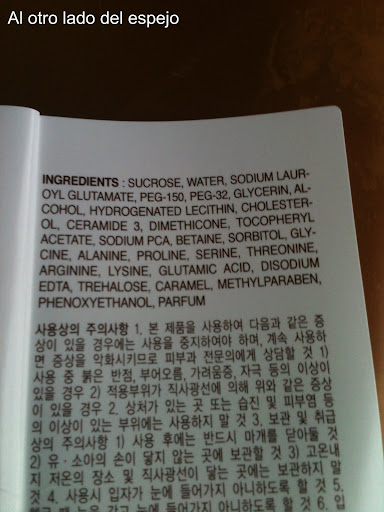 Al otro lado del espejo
INGREDIENTS : SUCROSE, WATER, SODIUM LAUR-
OYL GLUTAMATE, PEG-150, PEG-32, GLYCERIN, AL-
COHOL, HYDROGENATED LECITHIN, CHOLESTER-
OL, CERAMIDE 3, DIMETHICONE, TOCOPHERYL
ACETATE, SODIUM PCA, BETAINE, SORBITOL, GLY-
CINE, ALANINE, PROLINE, SERINE, THREONINE,
ARGININE, LYSINE, GLUTAMIC ACID, DISODIUM
EDTA, TREHALOSE, CARAMEL, METHYLPARABEN,
PHENOXYETHANOL, PARFUM
사용상의 주의사항 1. 본 제품을 사용하여 다음과 같은 증
상이 있을 경우에는 사용을 중지하여야 하며, 계속 사용하
면 증상을 악화시키므로 피부과 전문의에게 상담할 것 1)
사용 중 붉은 반점, 부어오름, 가려움증, 자극 등의 이상이
있을 경우 2) 적용부위가 직사광선에 의해 위와 같은 증상
이 있을 경우 2. 상처가 있는 곳 또는 습진 및 피부염 등
의 이상이 있는 부위에는 사용하지 말 것 3. 보관 및 취급
상의 주의사항 1) 사용 후에는 반드시 마개를 닫아둘 것
2) 유·소아의 손이 닿지 않는 곳에 보관할 것 3) 고온내
지 저온의 장소 및 직사광선이 닿는 곳에는 보관하지 말
것 4. 사용시 입자가 눈에 들어가지 아니하도록 할 것 5.
눈에 들어가지 아니하도록 할 것 6. 입